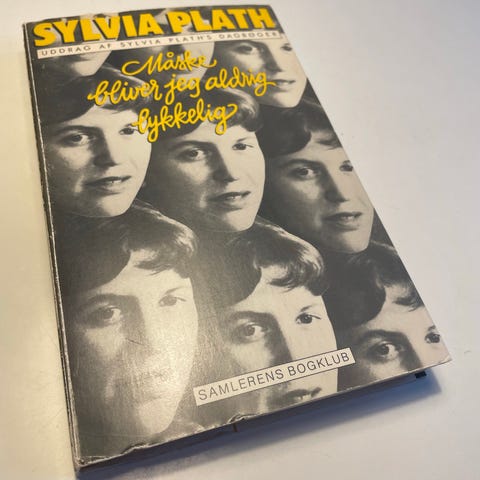 SYLVIA PLATH
UDDRAG AF SYLVIA PLATH'S DAGBØGER
Måske
bliver jeg aldrig
lykkelig
SAMLERENS BOGKLUB